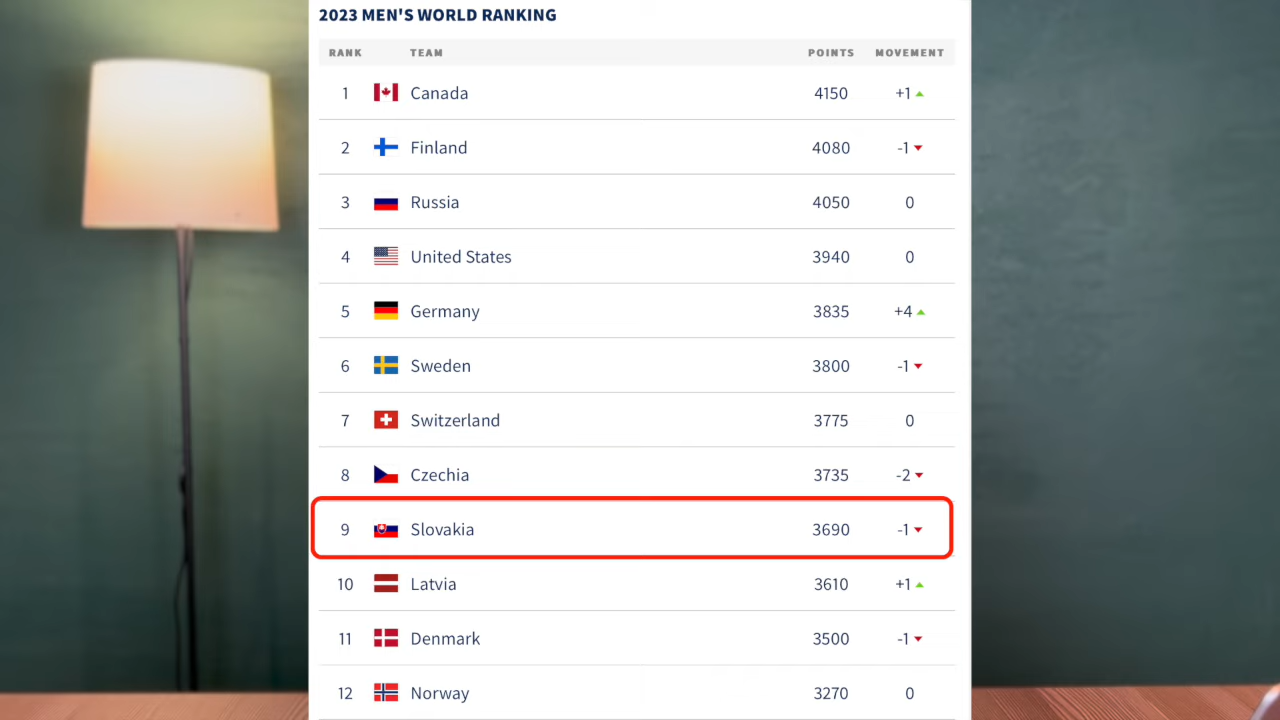 2023 MEN'S WORLD RANKING
RANK TEAM POINTS MOVEMENT
1 Canada 4150 +1
2 Finland 4080 -1
3 Russia 4050 0
4 United States 3940 0
5 Germany 3835 +4
6 Sweden 3800 -1
7 Switzerland 3775 0
8 Czechia 3735 -2
9 Slovakia 3690 -1
10 Latvia 3610 +1
11 Denmark 3500 -1
12 Norway 3270 0